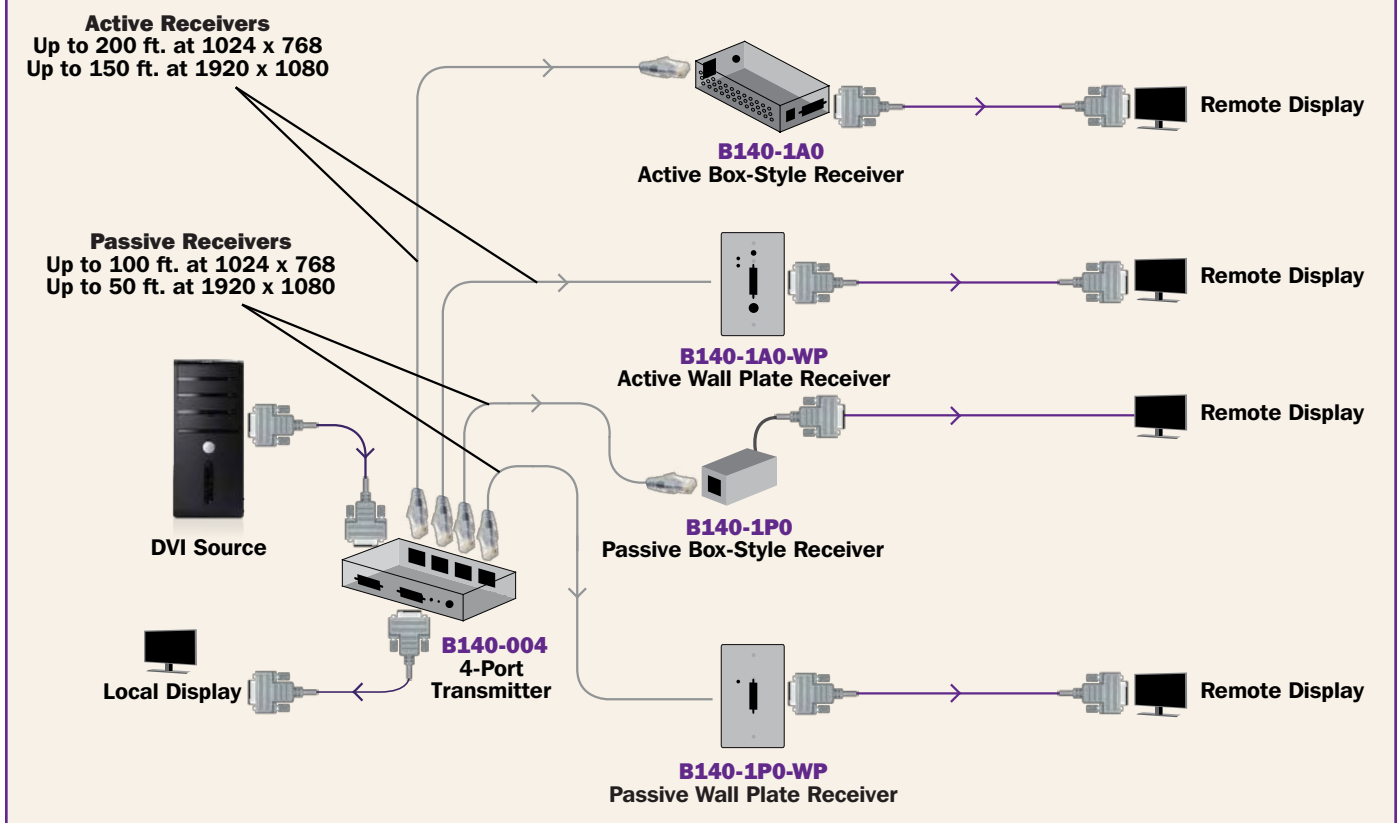 Active Receivers
Up to 200 ft. at 1024 x 768
Up to 150 ft. at 1920 x 1080
Remote Display
B140-1A0
Active Box-Style Receiver
Passive Receivers
Up to 100 ft. at 1024 x 768
Up to 50 ft. at 1920 x 1080
Remote Display
B140-1A0-WP
Active Wall Plate Receiver
Remote Display
B140-1P0
Passive Box-Style Receiver
DVI Source
B140-004
4-Port
Transmitter
Local Display
Remote Display
B140-1P0-WP
Passive Wall Plate Receiver